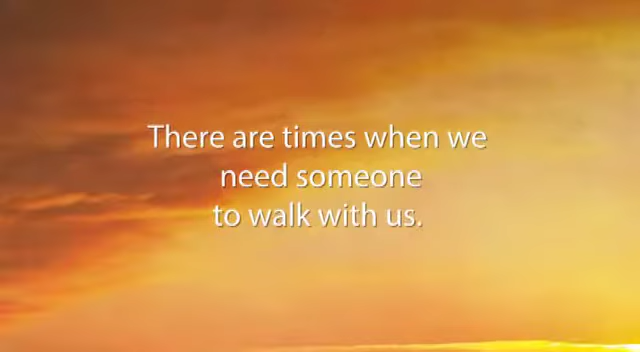 There are times when we
need someone
to walk with us.